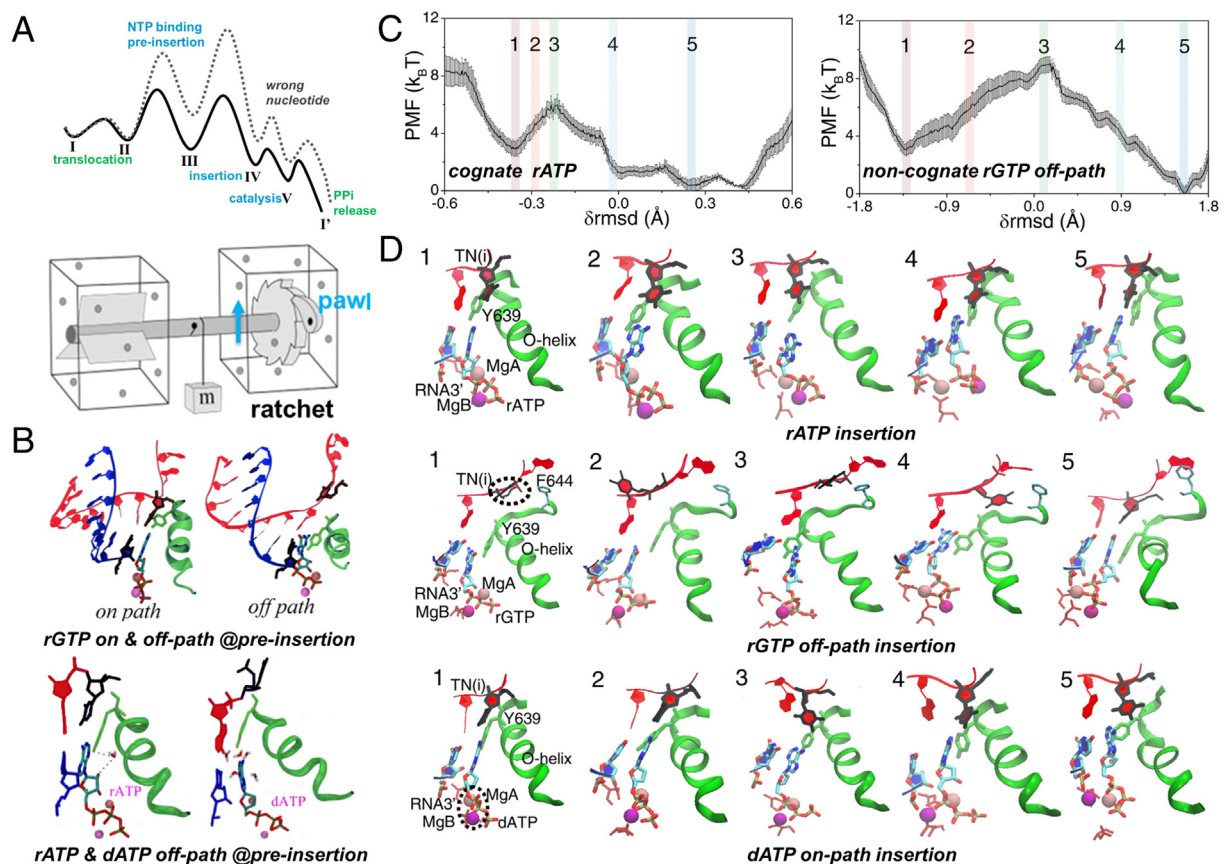 A
NTP binding
pre-insertion
wrong
nucleotide
I
II
III
IV
V
I'
translocation
insertion
catalysis
PPi
release
pawl
m
ratchet
B
on path
off path
rGTP on & off-path @pre-insertion
rATP
dATP
rATP & dATP off-path @pre-insertion
C
12
8
4
0
PMF (kBT)
1
2
3
4
5
cognate rATP
-0.6
-0.3
0.0
0.3
0.6
δrmsd (Å)
12
8
4
0
PMF (kBT)
1
2
3
4
5
non-cognate rGTP off-path
-1.8
-0.9
0.0
0.9
1.8
δrmsd (Å)
D
1
TN(i)
Y639
O-helix
MgA
RNA3'
MgB
rATP
2
3
4
5
rATP insertion
1
TN(i)
F644
Y639
O-helix
MgA
RNA3'
MgB
rGTP
2
3
4
5
rGTP off-path insertion
1
TN(i)
Y639
O-helix
MgA
RNA3'
MgB
dATP
2
3
4
5
dATP on-path insertion